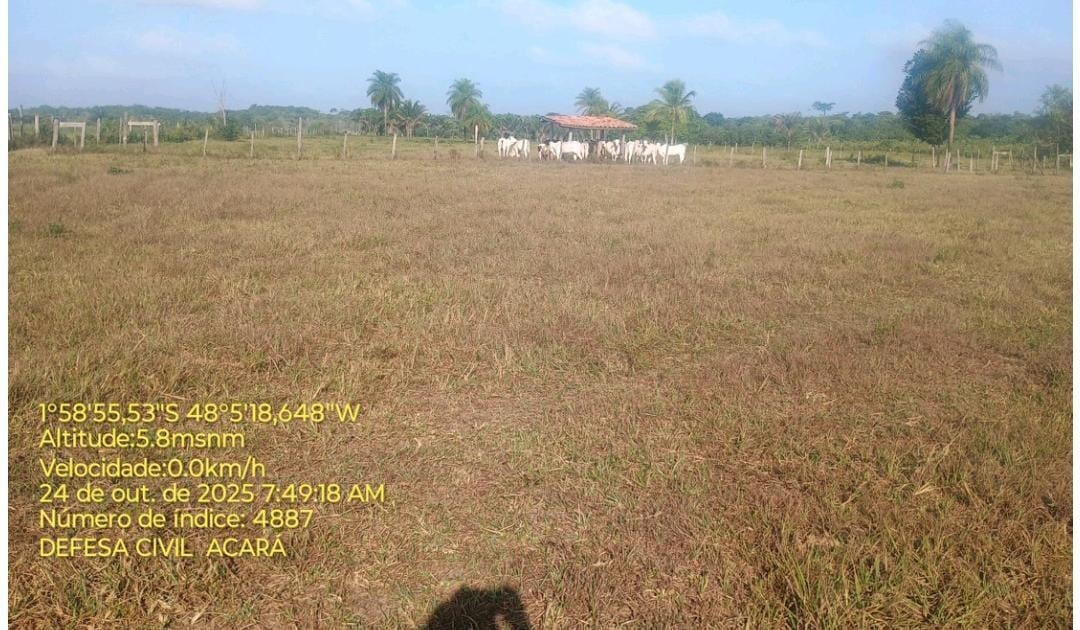 1°58'55,53"S 48°5'18,648"W
Altitude:5.8msnm
Velocidade:0.0km/h
24 de out. de 2025 7:49:18 AM
Número de índice: 4887
DEFESA CIVIL ACARÁ